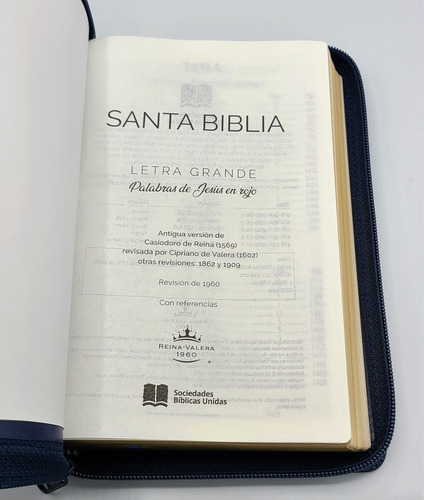 SANTA BIBLIA
LETRA GRANDE
Palabras de Jesús en rojo
Antigua versión de
Casiodoro de Reina (1569)
revisada por Cipriano de Valera (1602)
otras revisiones: 1862 y 1909
Revisión de 1960
Con referencias
REINA-VALERA
1960
Sociedades
Bíblicas Unidas